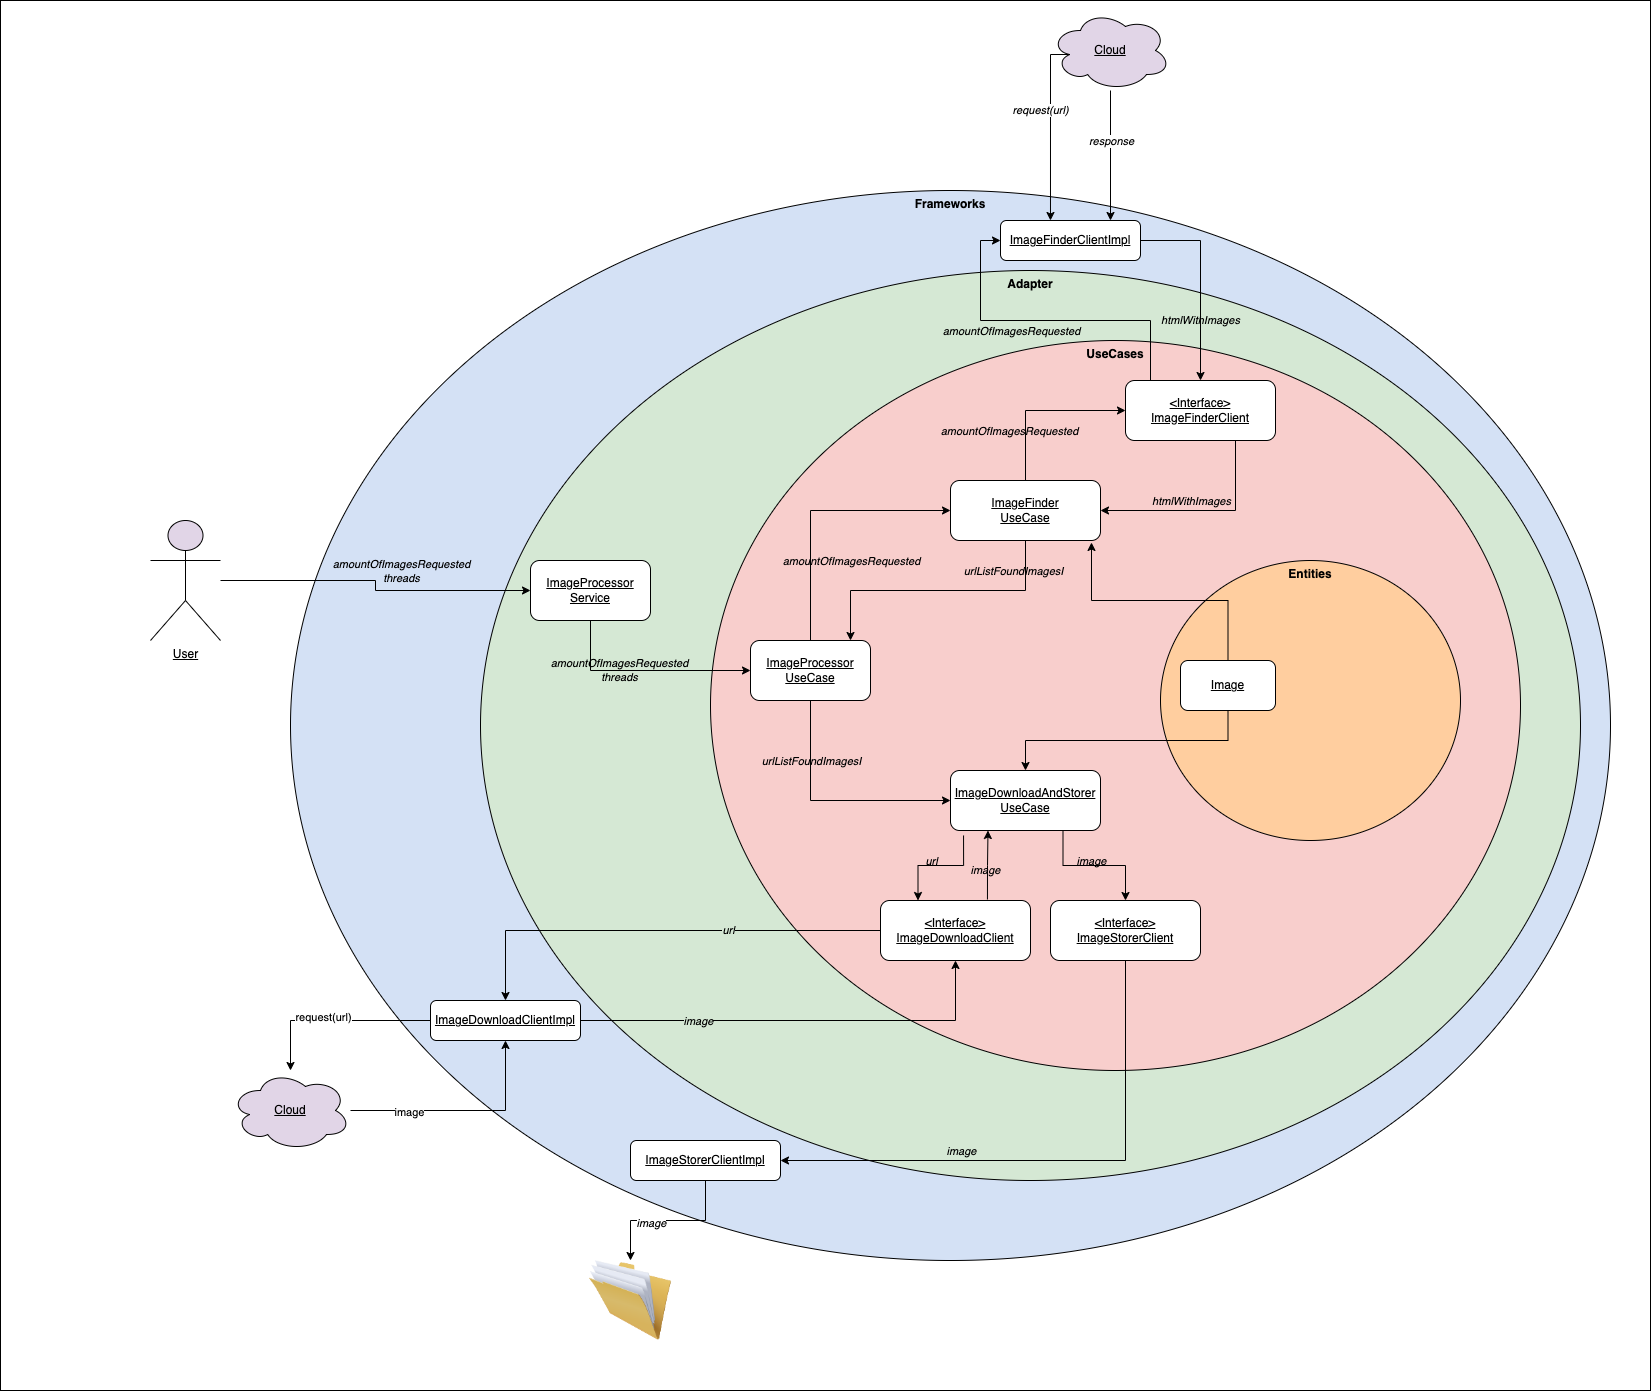 Cloud
request(url)
response
Frameworks
ImageFinderClientImpl
Adapter
amountOfImagesRequested
htmlWithImages
UseCases
<Interface>
ImageFinderClient
amountOfImagesRequested
ImageFinder
UseCase
htmlWithImages
amountOfImagesRequested
urlListFoundImagesI
Entities
amountOfImagesRequested
threads
ImageProcessor
Service
User
amountOfImagesRequested
threads
ImageProcessor
UseCase
Image
urlListFoundImagesI
ImageDownloadAndStorer
UseCase
url
image
image
<Interface>
ImageDownloadClient
<Interface>
ImageStorerClient
url
request(url)
ImageDownloadClientImpl
image
Cloud
image
ImageStorerClientImpl
image
image